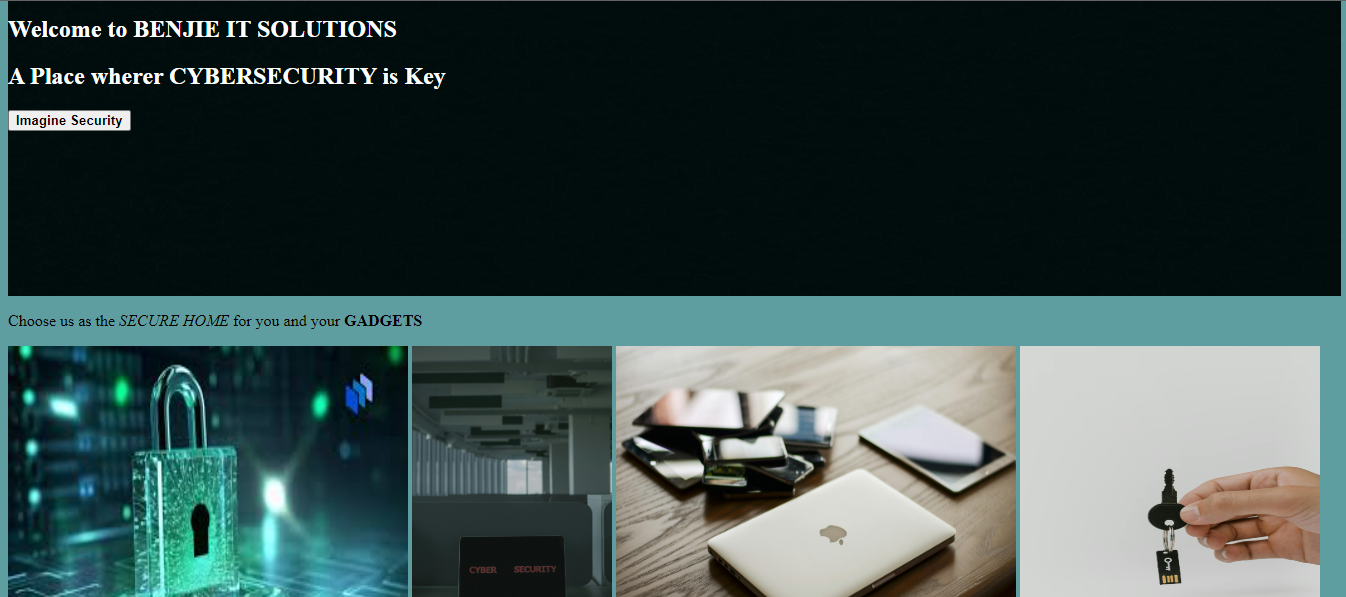 Welcome to BENJIE IT SOLUTIONS
A Place wherer CYBERSECURITY is Key
Imagine Security
Choose us as the SECURE HOME for you and your GADGETS
CYBER SECURITY